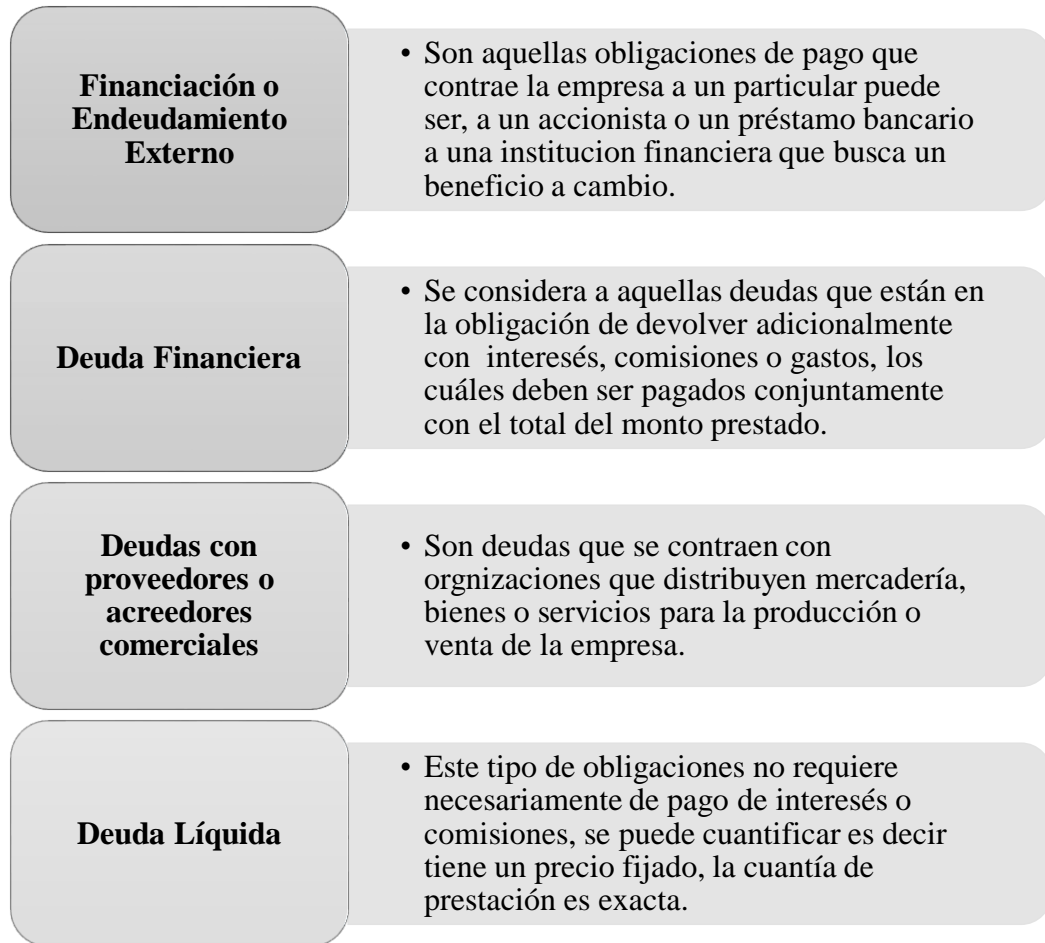 Financiación o
Endeudamiento
Externo
• Son aquellas obligaciones de pago que
contrae la empresa a un particular puede
ser, a un accionista o un préstamo bancario
a una institucion financiera que busca un
beneficio a cambio.
Deuda Financiera
• Se considera a aquellas deudas que están en
la obligación de devolver adicionalmente
con interesés, comisiones o gastos, los
cuáles deben ser pagados conjuntamente
con el total del monto prestado.
Deudas con
proveedores o
acreedores
comerciales
• Son deudas que se contraen con
orgnizaciones que distribuyen mercadería,
bienes o servicios para la producción o
venta de la empresa.
Deuda Líquida
• Este tipo de obligaciones no requiere
necesariamente de pago de interesés o
comisiones, se puede cuantificar es decir
tiene un precio fijado, la cuantía de
prestación es exacta.